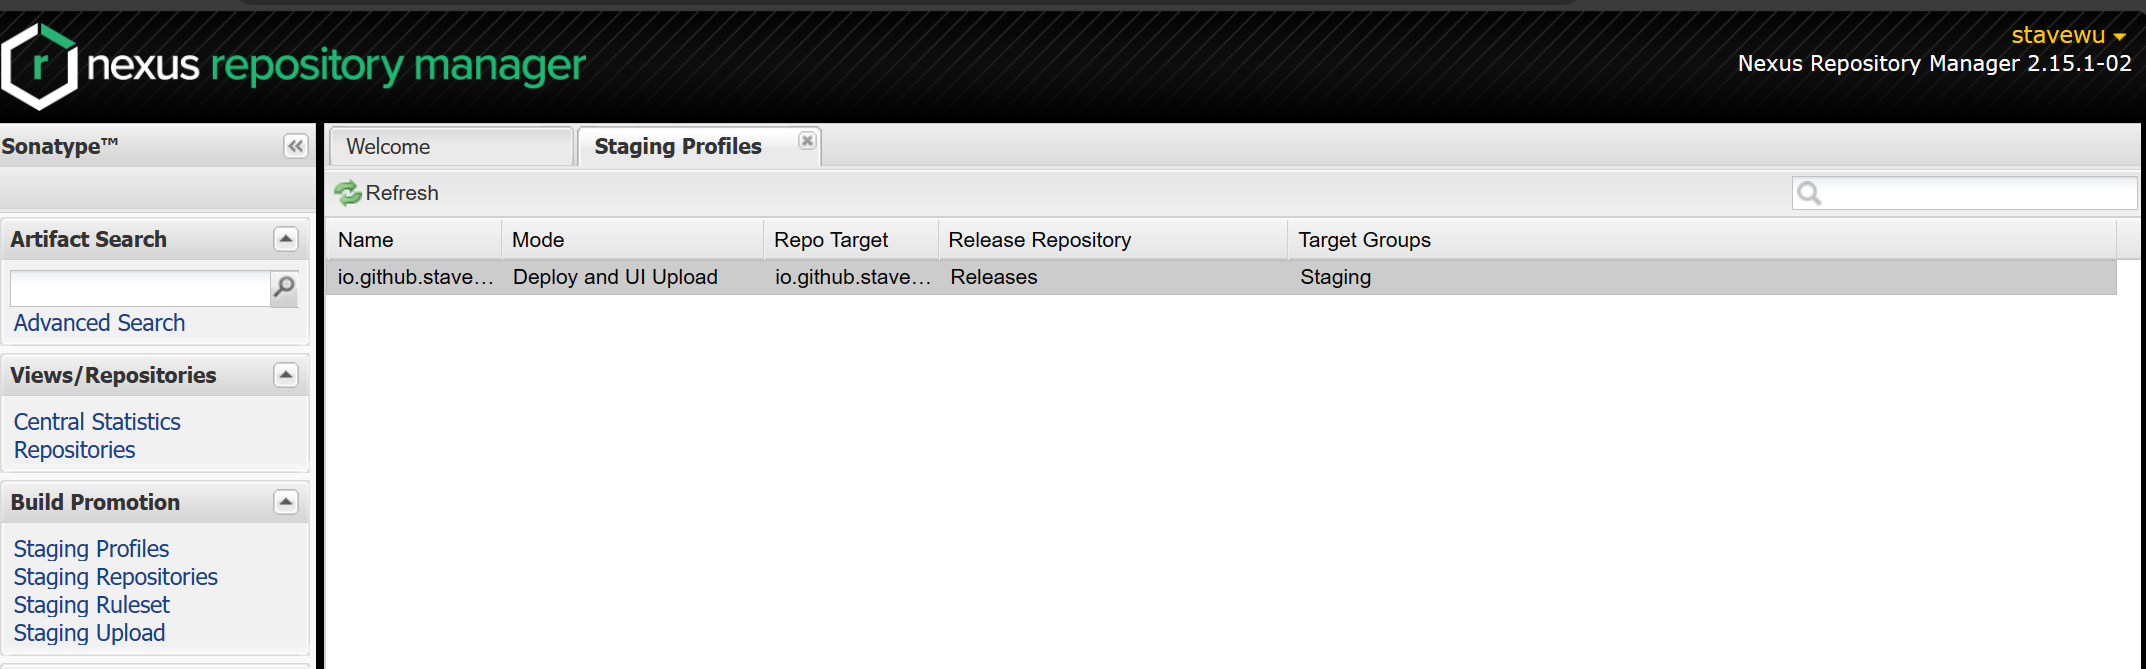 nexus repository manager
stavewu
Nexus Repository Manager 2.15.1-02
Sonatype™
Welcome
Staging Profiles
Refresh
Artifact Search
Advanced Search
Views/Repositories
Central Statistics
Repositories
Build Promotion
Staging Profiles
Staging Repositories
Staging Ruleset
Staging Upload
Name Mode Repo Target Release Repository Target Groups
io.github.stave... Deploy and UI Upload io.github.stave... Releases Staging